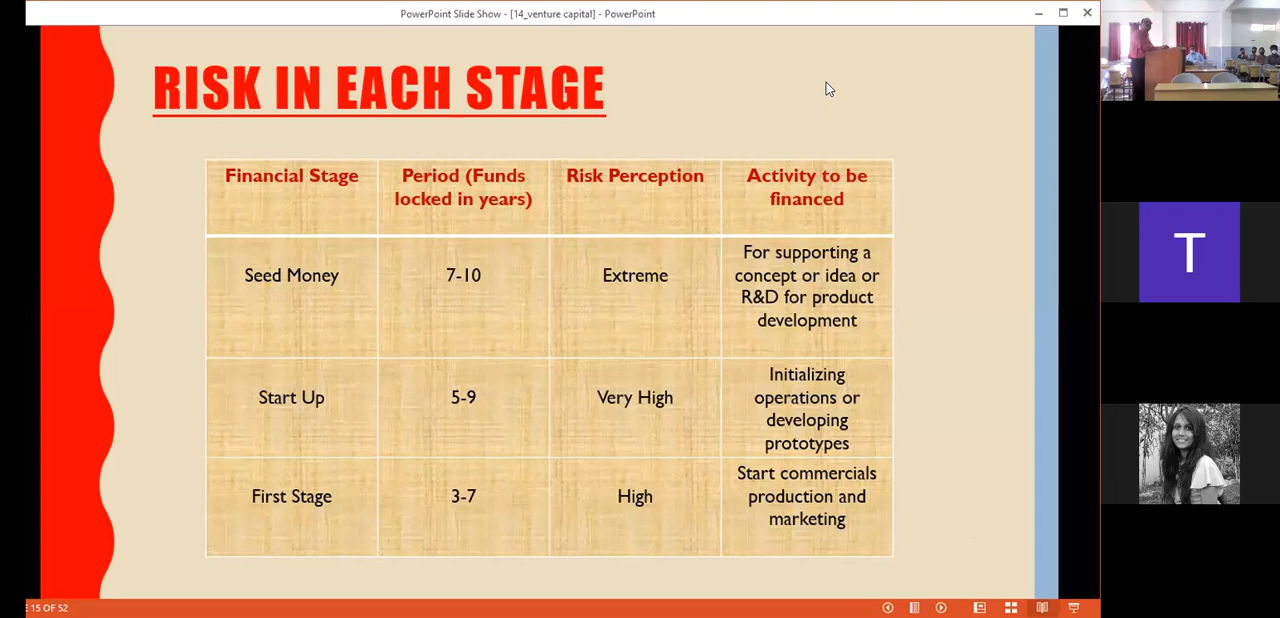 PowerPoint Slide Show - [14_venture capital] - PowerPoint
RISK IN EACH STAGE
Financial Stage
Period (Funds
locked in years)
Risk Perception
Activity to be
financed
Seed Money
7-10
Extreme
For supporting a
concept or idea or
R&D for product
development
Start Up
5-9
Very High
Initializing
operations or
developing
prototypes
First Stage
3-7
High
Start commercials
production and
marketing
T
15 OF 52